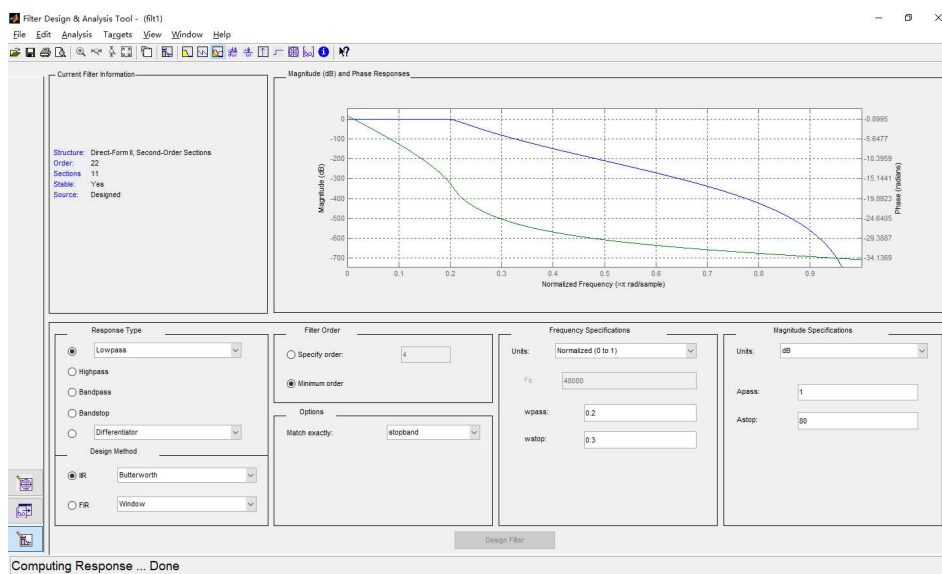 Filter Design & Analysis Tool - (filt1)
File Edit Analysis Targets View Window Help
Current Filter Information
Structure: Direct-Form II, Second-Order Sections
Order: 22
Sections 11
Stable: Yes
Source: Designed
Magnitude (dB) and Phase Responses
Magnitude (dB)
0
-100
-200
-300
-400
-500
-600
-700
0 0.1 0.2 0.3 0.4 0.5 0.6 0.7 0.8 0.9
Normalized Frequency (×π rad/sample)
-0.8995
-5.6477
-10.3959
-15.1441
-19.8923
-24.6405
-29.3887
-34.1369
Phase (radians)
Response Type
Lowpass
Highpass
Bandpass
Bandstop
Differentiator
Design Method
IIR Butterworth
FIR Window
Filter Order
Specify order: 4
Minimum order
Options
Match exactly: stopband
Frequency Specifications
Units: Normalized (0 to 1)
Fs: 48000
wpass: 0.2
wstop: 0.3
Magnitude Specifications
Units: dB
Apass: 1
Astop: 80
Design Filter
Computing Response ... Done